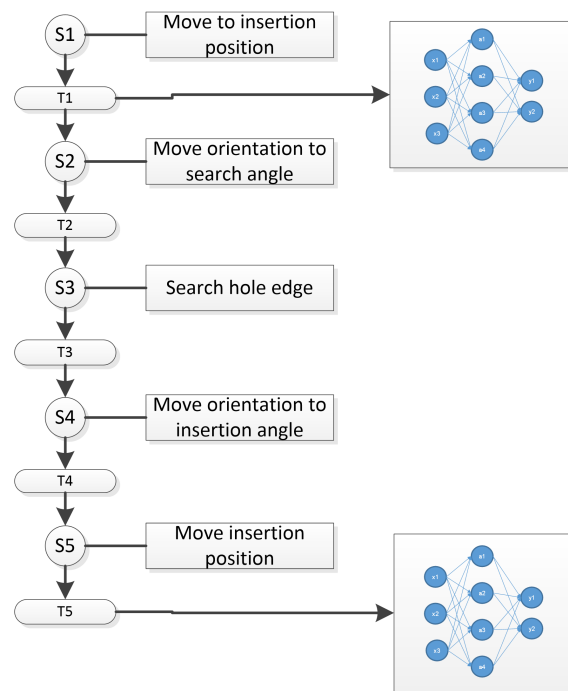 S1
Move to insertion
position
T1
S2
Move orientation to
search angle
T2
S3
Search hole edge
T3
S4
Move orientation to
insertion angle
T4
S5
Move insertion
position
T5
x1
x2
x3
a1
a2
a3
a4
y1
y2
x1
x2
x3
a1
a2
a3
a4
y1
y2